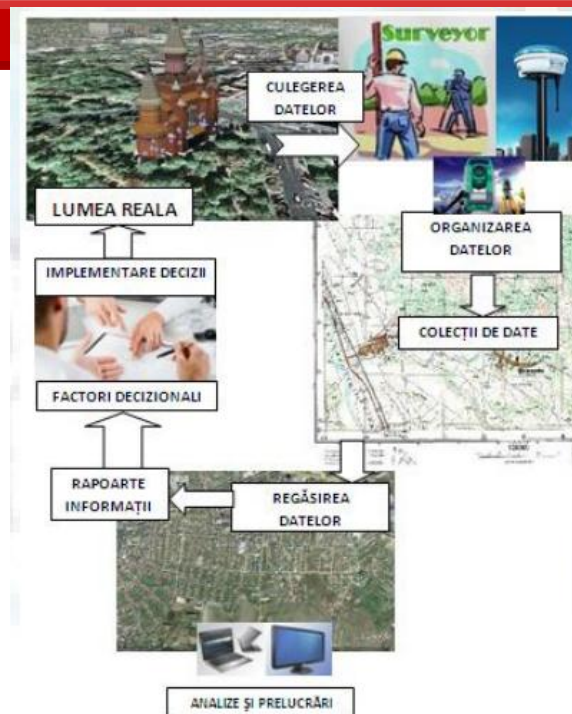 Surveyor
CULEGEREA
DATELOR
LUMEA REALA
ORGANIZAREA
DATELOR
IMPLEMENTARE DECIZII
COLECȚII DE DATE
FACTORI DECIZIONALI
RAPOARTE
INFORMAȚII
REGĂSIREA
DATELOR
ANALIZE ȘI PRELUCRĂRI